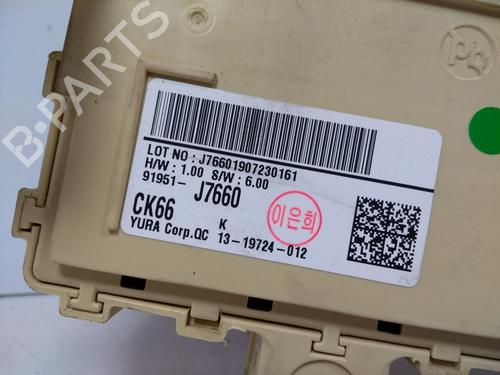 B-PARTS
LOT NO : J76601907230161
H/W : 1.00 S/W : 6.00
91951- J7660
CK66 K
이은희
YURA Corp.QC 13-19724-012